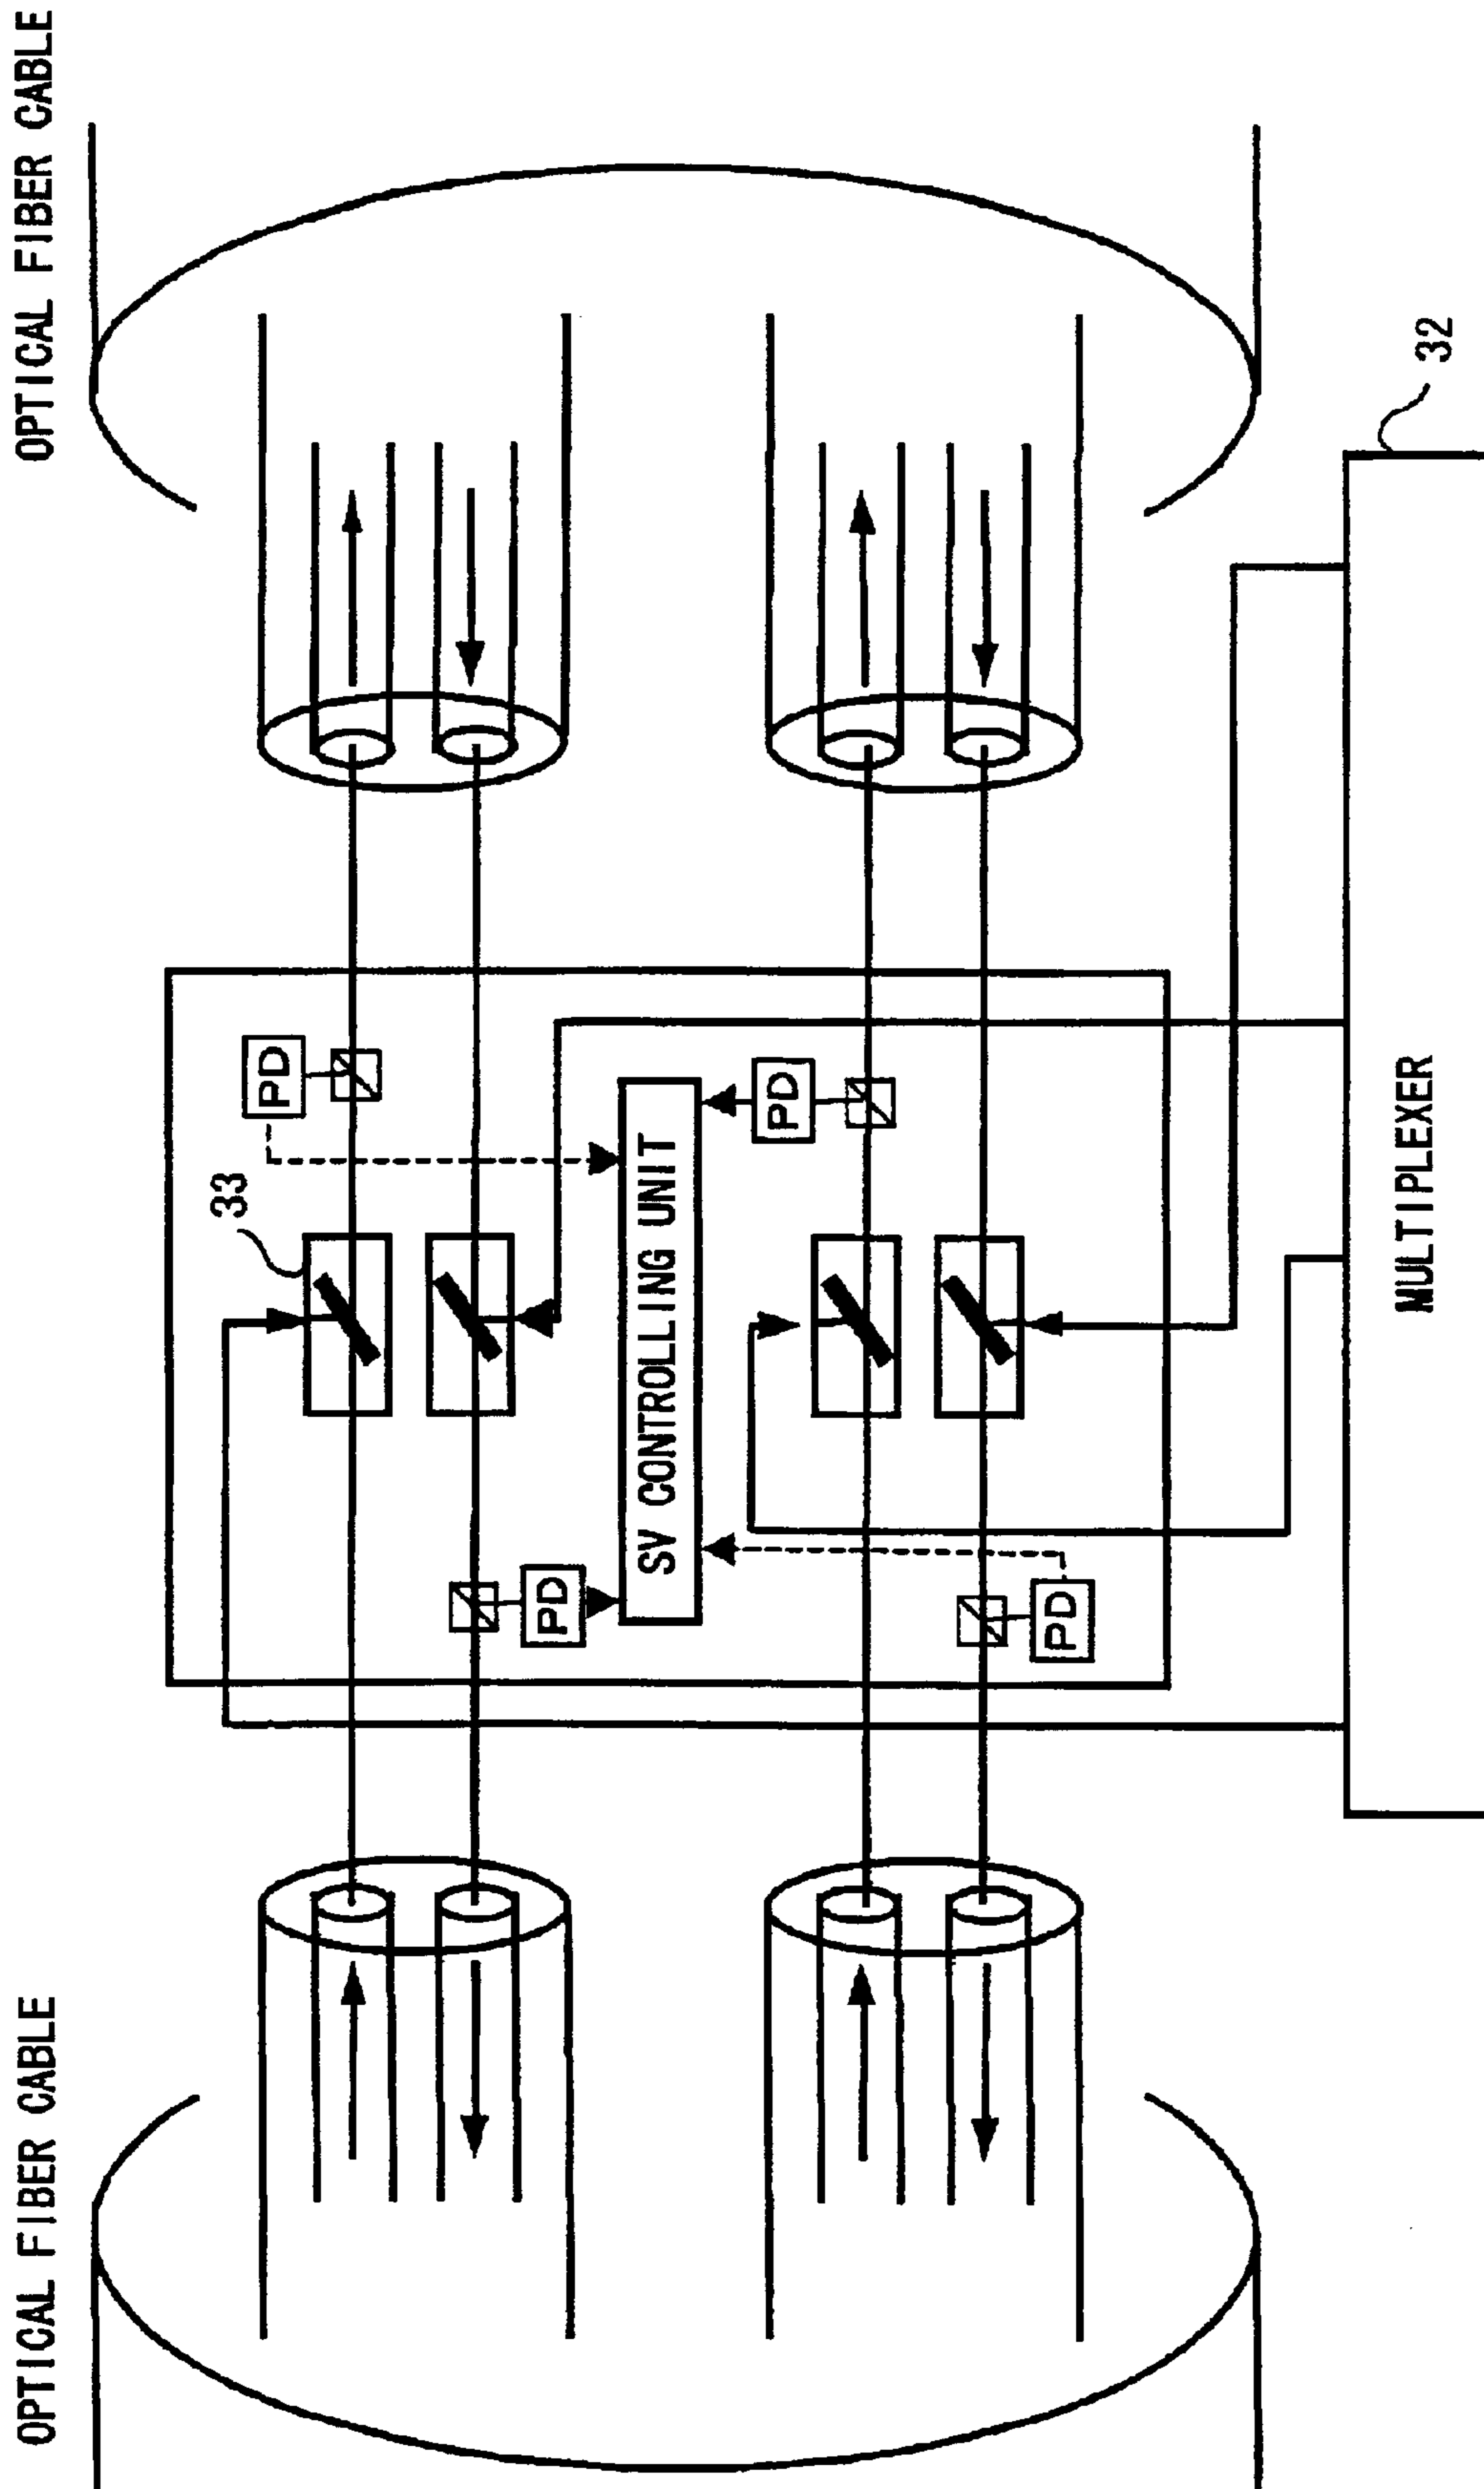 OPTICAL FIBER CABLE
OPTICAL FIBER CABLE
33
PD
PD
SV CONTROLLING UNIT
PD
PD
32
MULTIPLEXER